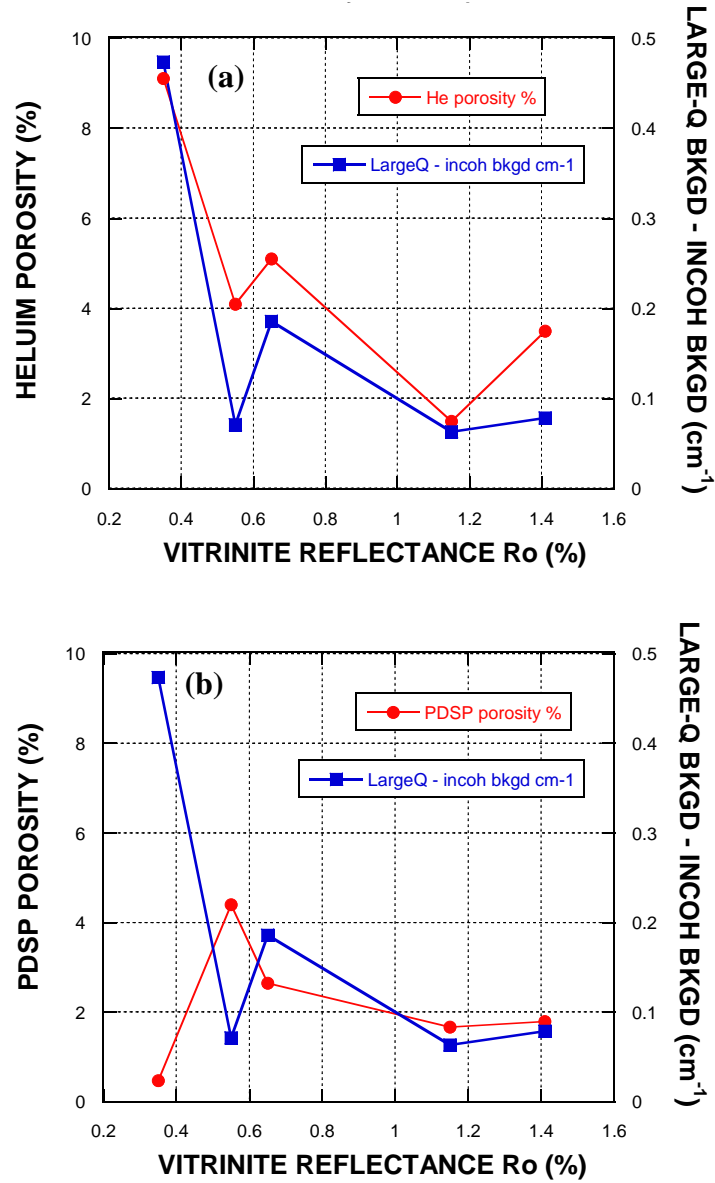 (a)
10
8
6
4
2
0
HELUIM POROSITY (%)
He porosity %
LargeQ - incoh bkgd cm-1
0.5
0.4
0.3
0.2
0.1
0
LARGE-Q BKGD - INCOH BKGD (cm⁻¹)
0.2 0.4 0.6 0.8 1 1.2 1.4 1.6
VITRINITE REFLECTANCE Ro (%)
(b)
10
8
6
4
2
0
PDSP POROSITY (%)
PDSP porosity %
LargeQ - incoh bkgd cm-1
0.5
0.4
0.3
0.2
0.1
0
LARGE-Q BKGD - INCOH BKGD (cm⁻¹)
0.2 0.4 0.6 0.8 1 1.2 1.4 1.6
VITRINITE REFLECTANCE Ro (%)